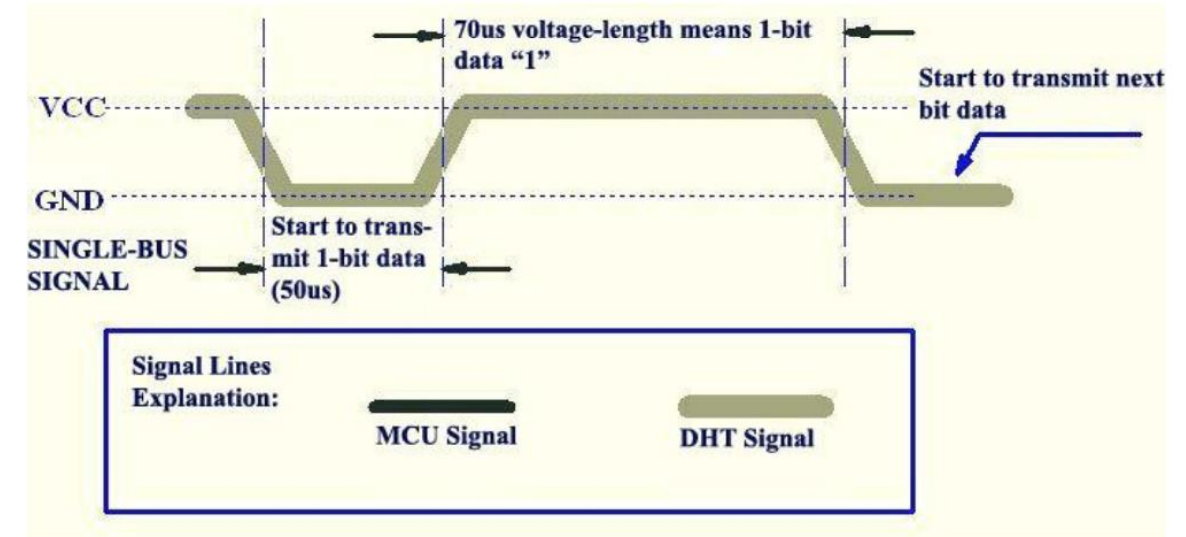 70us voltage-length means 1-bit
data “1”
Start to transmit next
bit data
VCC
GND
Start to trans-
mit 1-bit data
(50us)
SINGLE-BUS
SIGNAL
Signal Lines
Explanation:
MCU Signal
DHT Signal